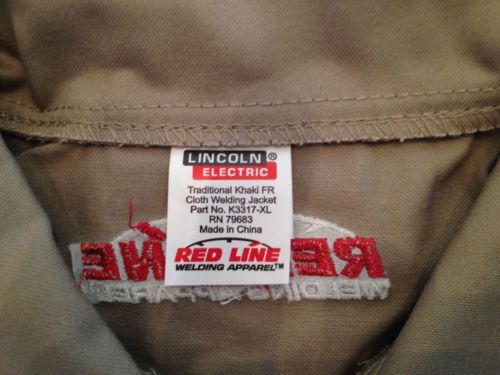 LINCOLN®
ELECTRIC
Traditional Khaki FR
Cloth Welding Jacket
Part No. K3317-XL
RN 79683
Made in China
RED LINE
WELDING APPAREL™